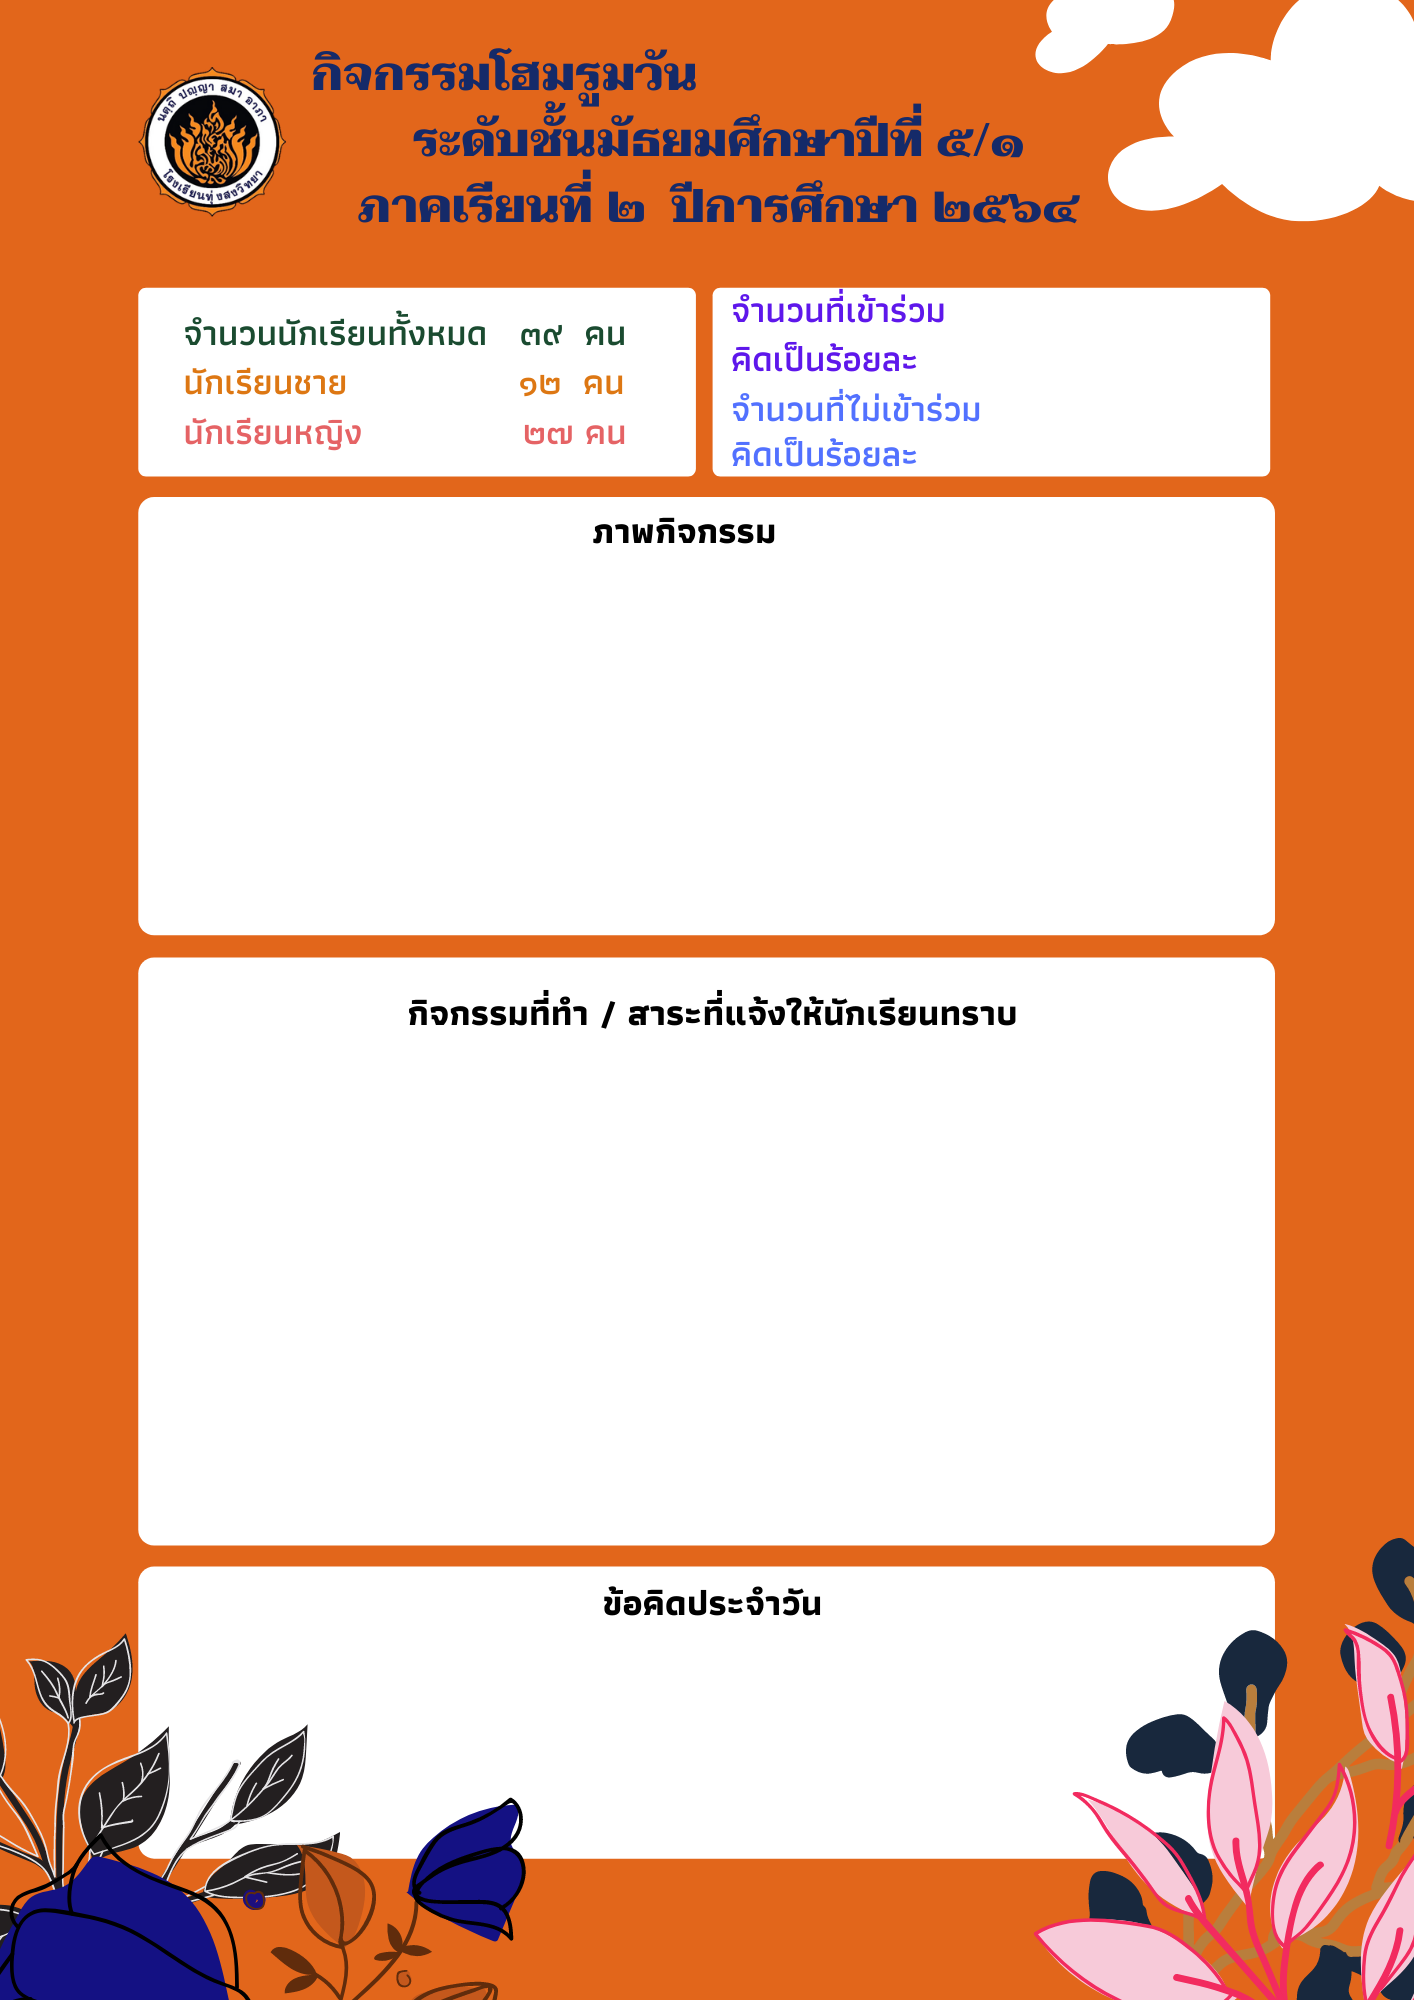 กิจกรรมโฮมรูมวัน
ระดับชั้นมัธยมศึกษาปีที่ ๕/๑
ภาคเรียนที่ ๒ ปีการศึกษา ๒๕๖๔
นตฺถิ ปญฺญา สมา อาภา
โรงเรียนทุ่งสงวิทยา
จำนวนนักเรียนทั้งหมด ๓๙ คน
นักเรียนชาย ๑๒ คน
นักเรียนหญิง ๒๗ คน
จำนวนที่เข้าร่วม
คิดเป็นร้อยละ
จำนวนที่ไม่เข้าร่วม
คิดเป็นร้อยละ
ภาพกิจกรรม
กิจกรรมที่ทำ / สาระที่แจ้งให้นักเรียนทราบ
ข้อคิดประจำวัน